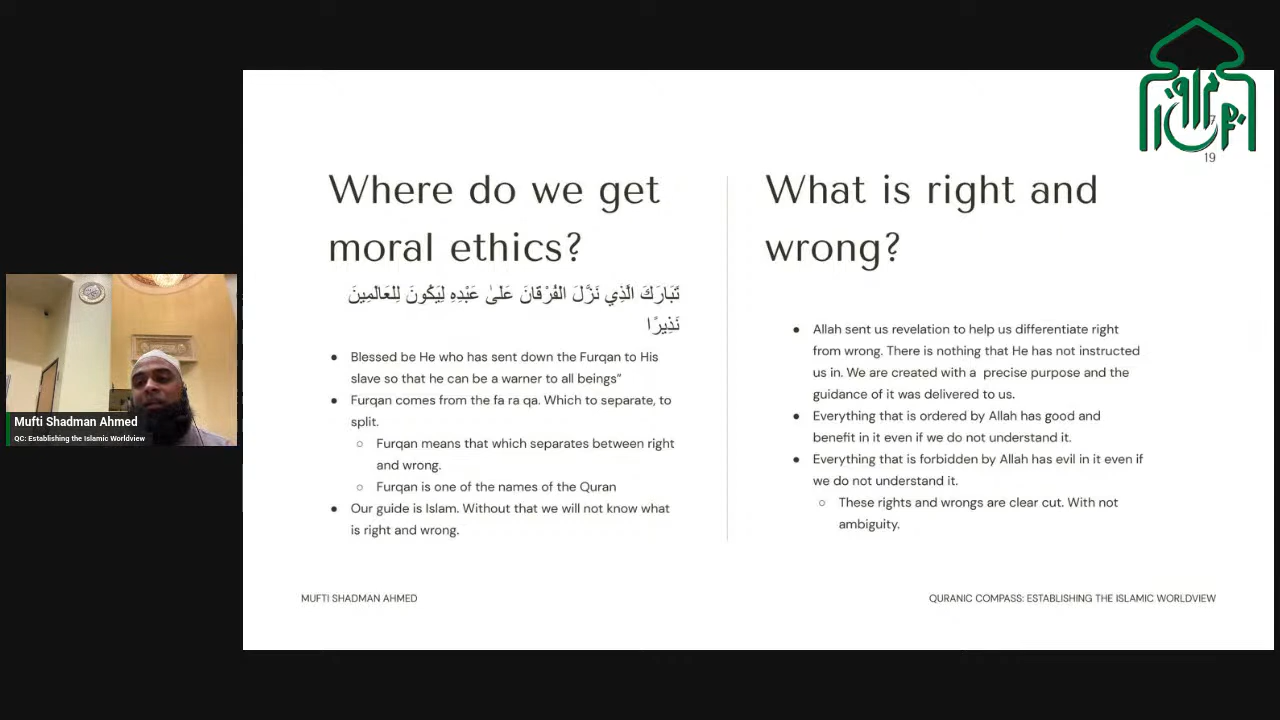 19
Where do we get
moral ethics?
تَبَارَكَ الَّذِي نَزَّلَ الْفُرْقَانَ عَلَىٰ عَبْدِهِ لِيَكُونَ لِلْعَالَمِينَ
نَذِيرًا
● Blessed be He who has sent down the Furqan to His
slave so that he can be a warner to all beings”
● Furqan comes from the fa ra qa. Which to separate, to
split.
○ Furqan means that which separates between right
and wrong.
○ Furqan is one of the names of the Quran
● Our guide is Islam. Without that we will not know what
is right and wrong.
What is right and
wrong?
● Allah sent us revelation to help us differentiate right
from wrong. There is nothing that He has not instructed
us in. We are created with a precise purpose and the
guidance of it was delivered to us.
● Everything that is ordered by Allah has good and
benefit in it even if we do not understand it.
● Everything that is forbidden by Allah has evil in it even if
we do not understand it.
○ These rights and wrongs are clear cut. With not
ambiguity.
MUFTI SHADMAN AHMED
QURANIC COMPASS: ESTABLISHING THE ISLAMIC WORLDVIEW
Mufti Shadman Ahmed
QC: Establishing the Islamic Worldview